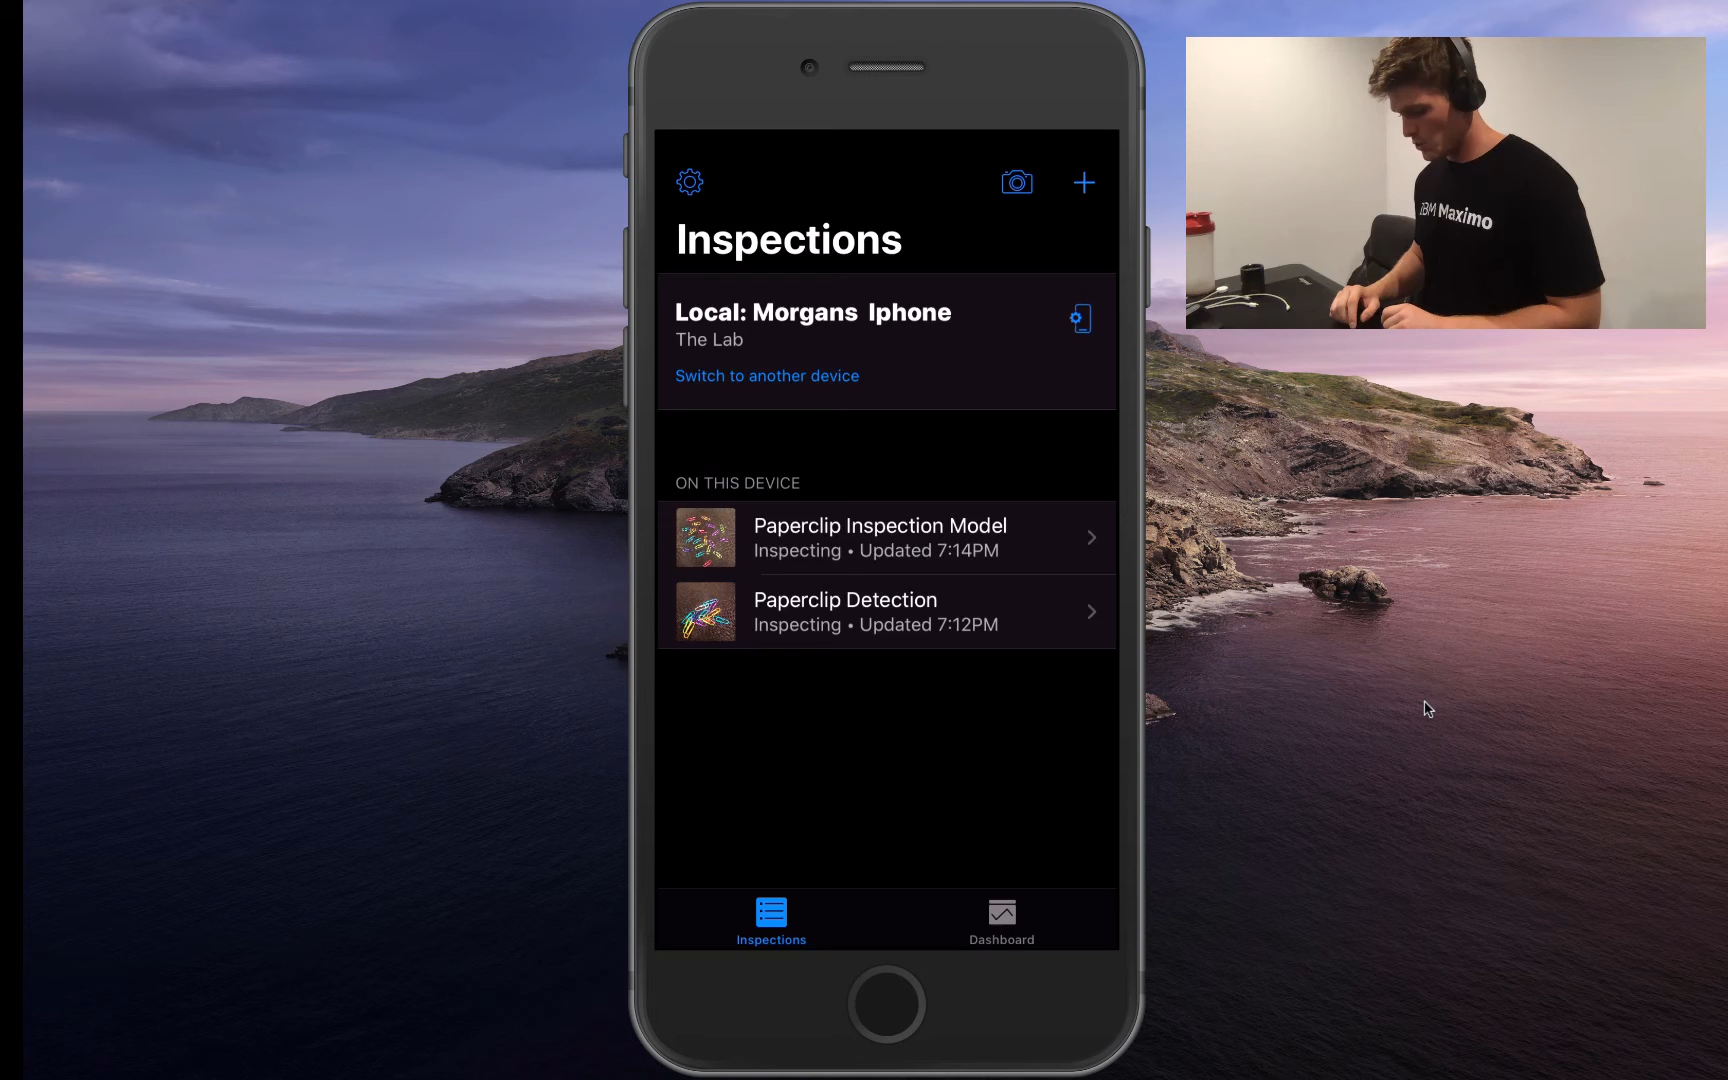 Inspections
Local: Morgans Iphone
The Lab
Switch to another device
ON THIS DEVICE
Paperclip Inspection Model
Inspecting • Updated 7:14PM
Paperclip Detection
Inspecting • Updated 7:12PM
Inspections
Dashboard
IBM Maximo